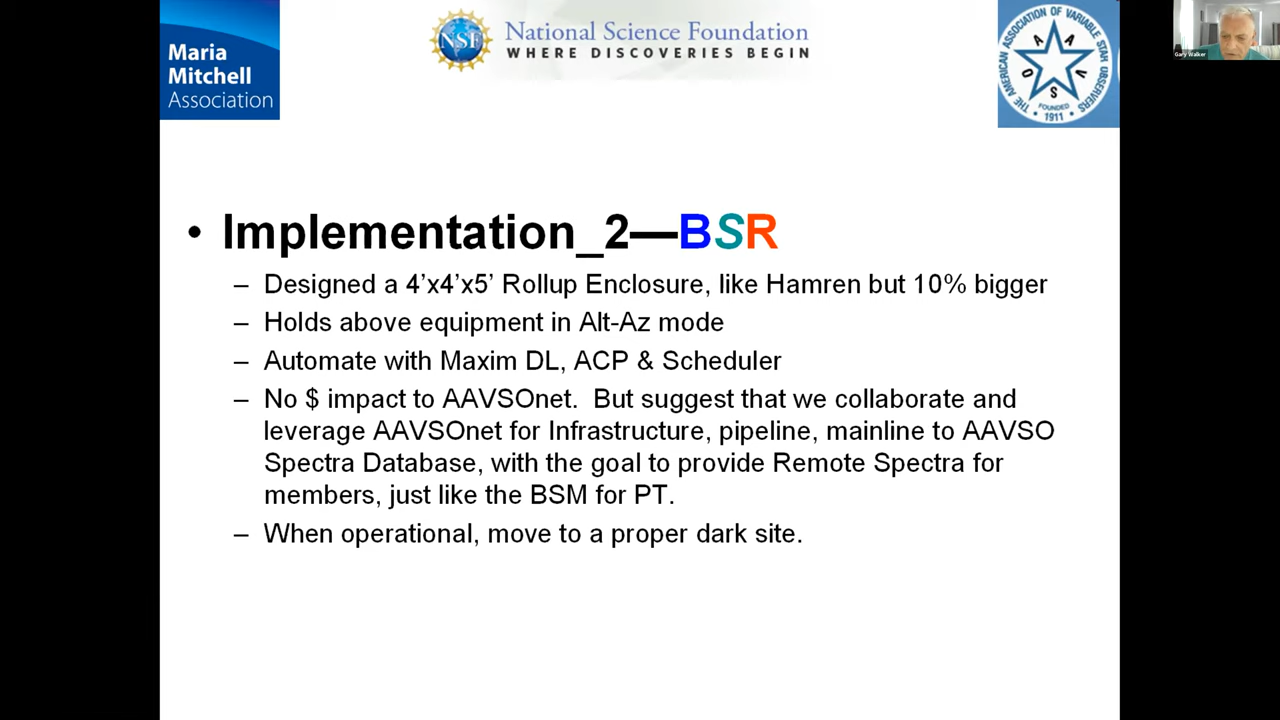 Maria
Mitchell
Association
NSF
National Science Foundation
WHERE DISCOVERIES BEGIN
THE AMERICAN ASSOCIATION OF VARIABLE STAR OBSERVERS
A A V S O
FOUNDED
• 1911 •
Gary Walker
• Implementation_2—BSR
– Designed a 4’x4’x5’ Rollup Enclosure, like Hamren but 10% bigger
– Holds above equipment in Alt-Az mode
– Automate with Maxim DL, ACP & Scheduler
– No $ impact to AAVSOnet. But suggest that we collaborate and
leverage AAVSOnet for Infrastructure, pipeline, mainline to AAVSO
Spectra Database, with the goal to provide Remote Spectra for
members, just like the BSM for PT.
– When operational, move to a proper dark site.